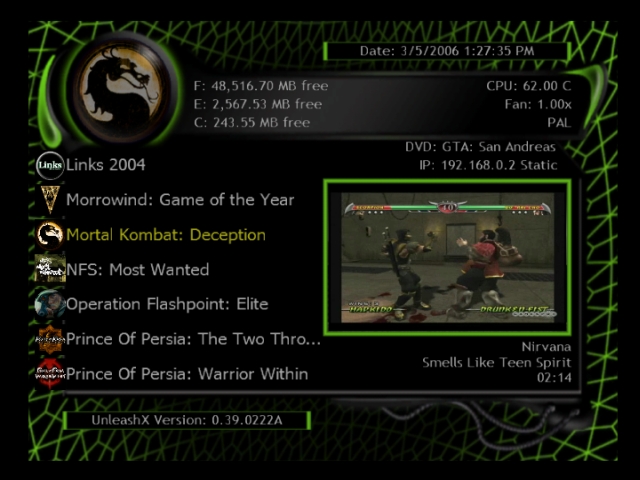 Date: 3/5/2006 1:27:35 PM
F: 48,516.70 MB free
E: 2,567.53 MB free
C: 243.55 MB free
CPU: 62.00 C
Fan: 1.00x
PAL
DVD: GTA: San Andreas
IP: 192.168.0.2 Static
Links
Links 2004
Morrowind: Game of the Year
Mortal Kombat: Deception
NFS: Most Wanted
Operation Flashpoint: Elite
Prince Of Persia: The Two Thro...
Prince Of Persia: Warrior Within
HAPKIDO
DRUNKEN FIST
Nirvana
Smells Like Teen Spirit
02:14
UnleashX Version: 0.39.0222A